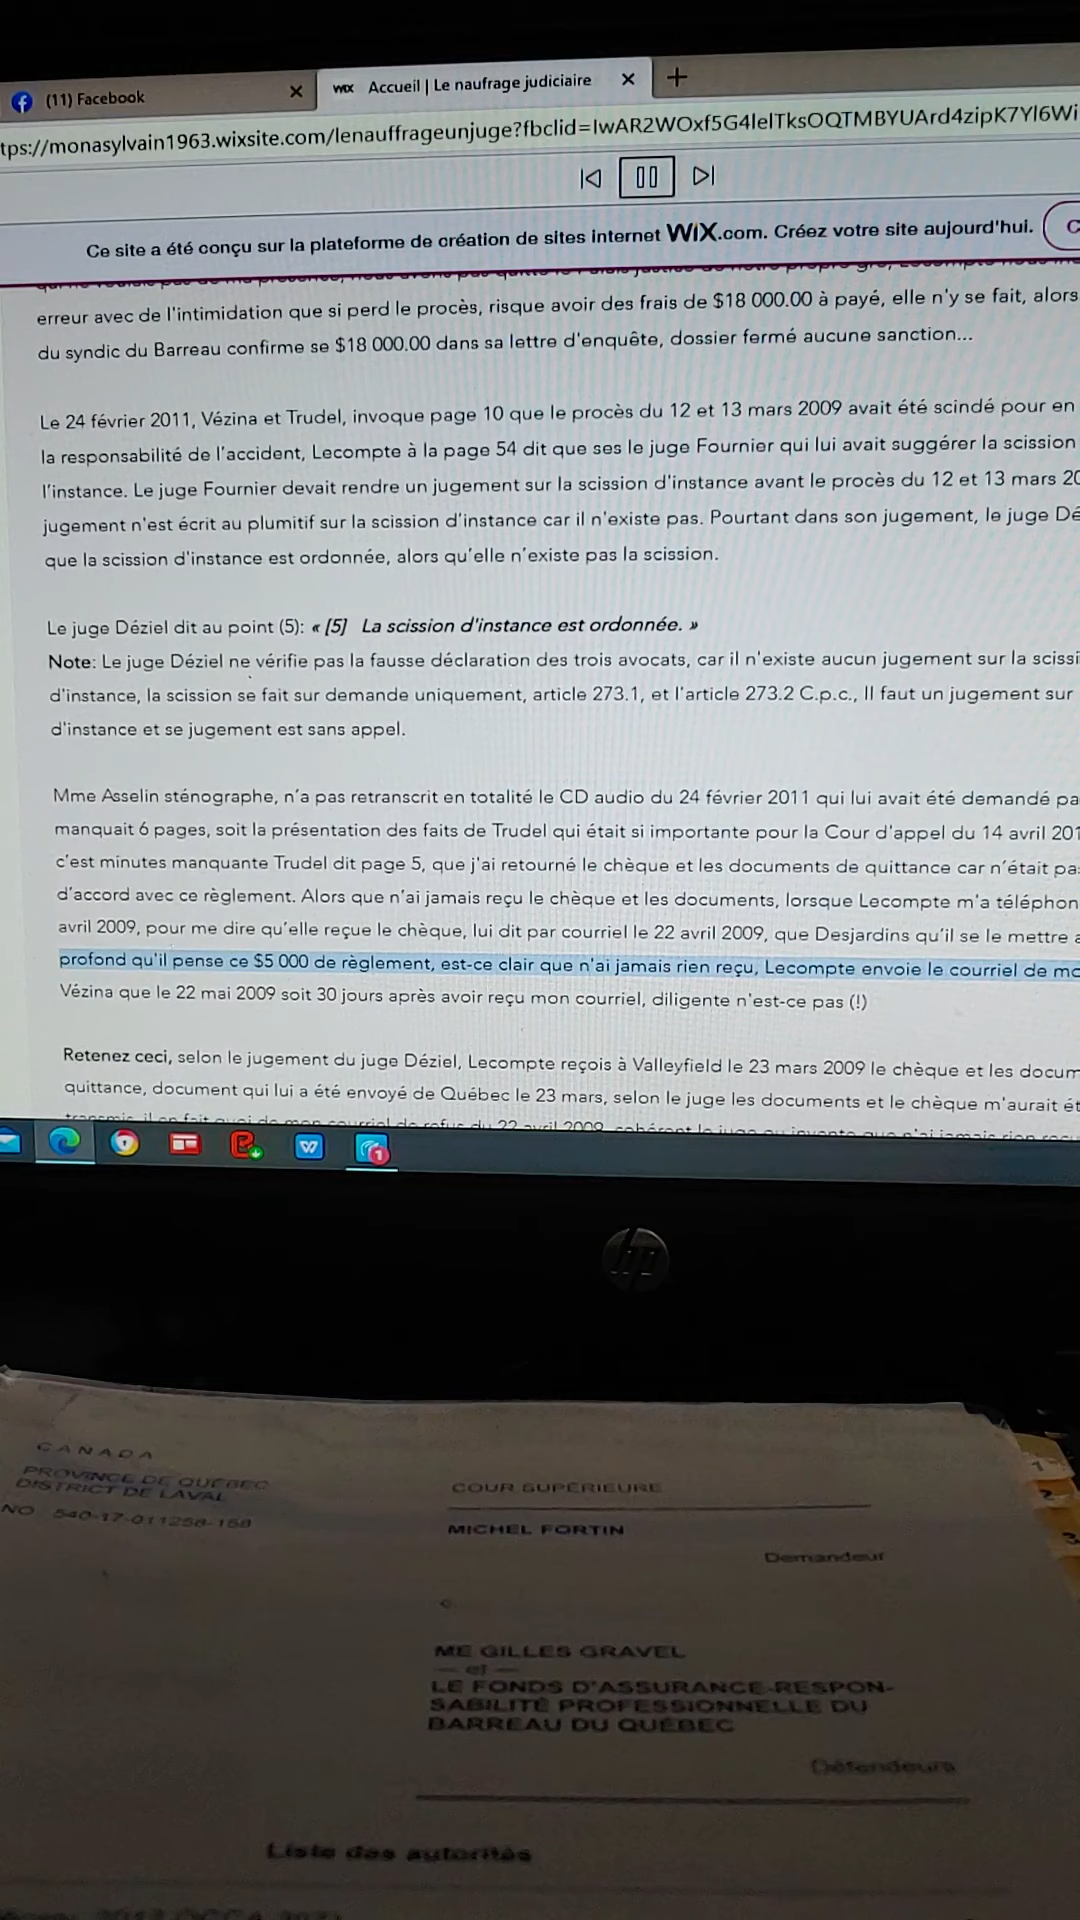 (11) Facebook
WIX Accueil | Le naufrage judiciaire
tps://monasylvain1963.wixsite.com/lenauffrageunjuge?fbclid=IwAR2WOxf5G4lelTksOQTMBYUArd4zipK7Yl6Wi
Ce site a été conçu sur la plateforme de création de sites internet WIX.com. Créez votre site aujourd'hui.
erreur avec de l'intimidation que si perd le procès, risque avoir des frais de $18 000.00 à payé, elle n'y se fait, alors
du syndic du Barreau confirme se $18 000.00 dans sa lettre d'enquête, dossier fermé aucune sanction...
Le 24 février 2011, Vézina et Trudel, invoque page 10 que le procès du 12 et 13 mars 2009 avait été scindé pour en
la responsabilité de l'accident, Lecompte à la page 54 dit que ses le juge Fournier qui lui avait suggérer la scission
l'instance. Le juge Fournier devait rendre un jugement sur la scission d'instance avant le procès du 12 et 13 mars 20
jugement n'est écrit au plumitif sur la scission d'instance car il n'existe pas. Pourtant dans son jugement, le juge Dé
que la scission d'instance est ordonnée, alors qu'elle n'existe pas la scission.
Le juge Déziel dit au point (5): « [5] La scission d'instance est ordonnée. »
Note: Le juge Déziel ne vérifie pas la fausse déclaration des trois avocats, car il n'existe aucun jugement sur la scissi
d'instance, la scission se fait sur demande uniquement, article 273.1, et l'article 273.2 C.p.c., Il faut un jugement sur
d'instance et se jugement est sans appel.
Mme Asselin sténographe, n'a pas retranscrit en totalité le CD audio du 24 février 2011 qui lui avait été demandé pa
manquait 6 pages, soit la présentation des faits de Trudel qui était si importante pour la Cour d'appel du 14 avril 201
c'est minutes manquante Trudel dit page 5, que j'ai retourné le chèque et les documents de quittance car n'était pas
d'accord avec ce règlement. Alors que n'ai jamais reçu le chèque et les documents, lorsque Lecompte m'a téléphon
avril 2009, pour me dire qu'elle reçue le chèque, lui dit par courriel le 22 avril 2009, que Desjardins qu'il se le mettre a
profond qu'il pense ce $5 000 de règlement, est-ce clair que n'ai jamais rien reçu, Lecompte envoie le courriel de mo
Vézina que le 22 mai 2009 soit 30 jours après avoir reçu mon courriel, diligente n'est-ce pas (!)
Retenez ceci, selon le jugement du juge Déziel, Lecompte reçois à Valleyfield le 23 mars 2009 le chèque et les docum
quittance, document qui lui a été envoyé de Québec le 23 mars, selon le juge les documents et le chèque m'aurait ét
1
hp
CANADA
PROVINCE DE QUÉBEC
DISTRICT DE LAVAL
NO 540-17-011256-158
COUR SUPÉRIEURE
MICHEL FORTIN
Demandeur
c.
ME GILLES GRAVEL
— et —
LE FONDS D'ASSURANCE-RESPON-
SABILITÉ PROFESSIONNELLE DU
BARREAU DU QUÉBEC
Défendeurs
Liste des autorités
1
2
3